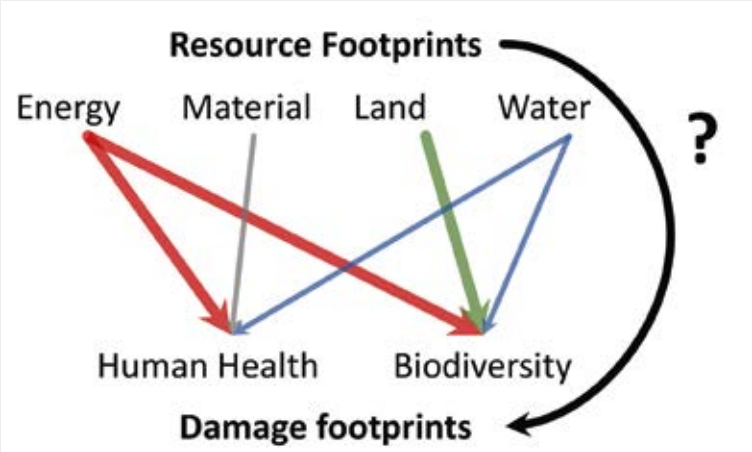 Resource Footprints
Energy Material Land Water
?
Human Health Biodiversity
Damage footprints